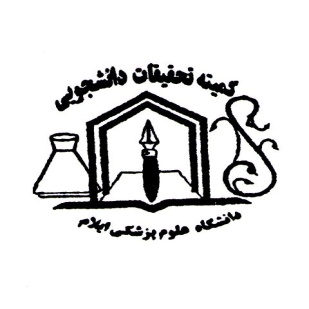 کمیته تحقیقات دانشجویی
دانشگاه علوم پزشکی ایلام